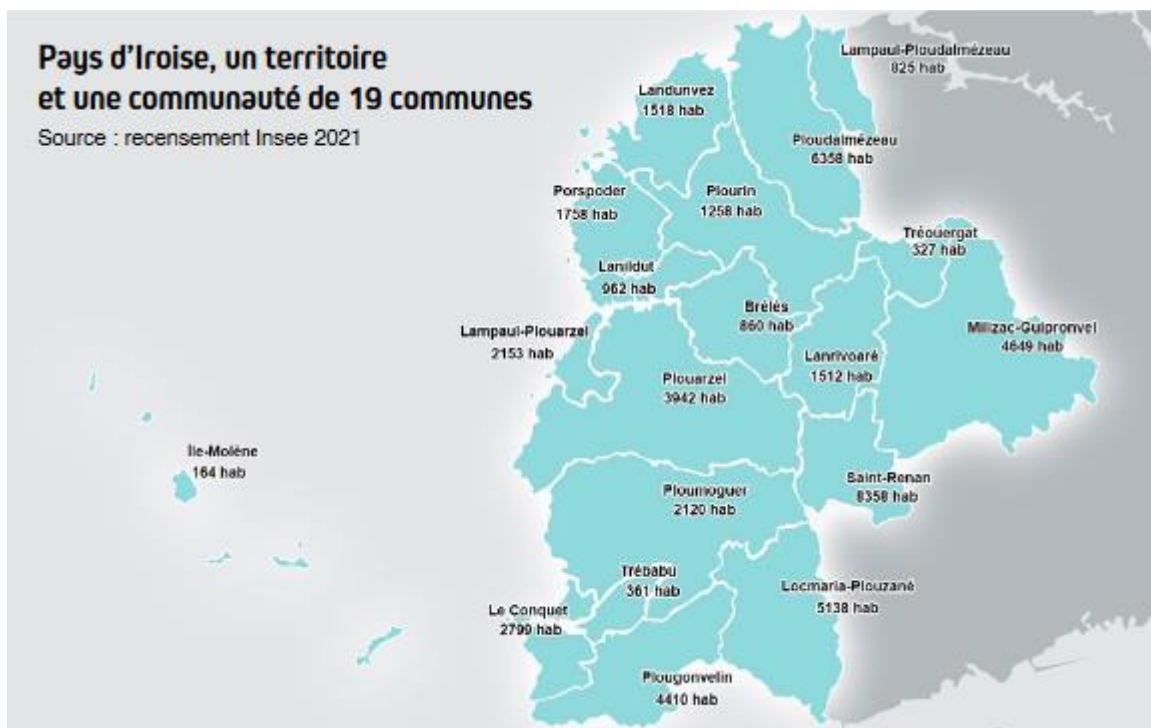 Pays d’Iroise, un territoire
et une communauté de 19 communes
Source : recensement Insee 2021
Lampaul-Ploudalmézeau
825 hab
Landunvez
1518 hab
Ploudalmézeau
6358 hab
Porspoder
1758 hab
Plourin
1258 hab
Tréouergat
327 hab
Lanildut
962 hab
Brélès
860 hab
Lampaul-Plouarzel
2153 hab
Milizac-Guipronvel
4649 hab
Lanrivoaré
1512 hab
Plouarzel
3942 hab
Île-Molène
164 hab
Saint-Renan
8358 hab
Ploumoguer
2120 hab
Trébabu
361 hab
Locmaria-Plouzané
5138 hab
Le Conquet
2799 hab
Plougonvelin
4410 hab